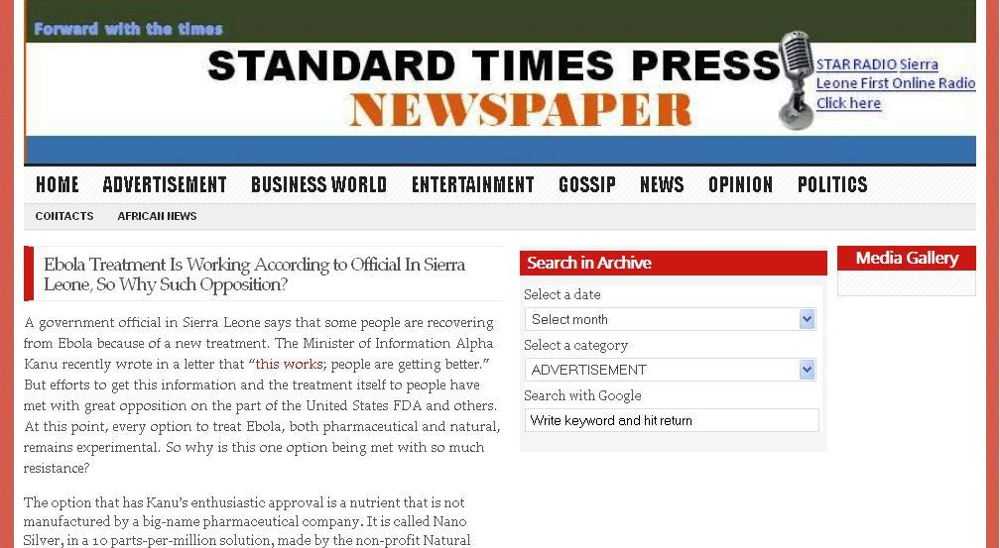 Forward with the times
STANDARD TIMES PRESS
NEWSPAPER
STAR RADIO Sierra
Leone First Online Radio
Click here
HOME ADVERTISEMENT BUSINESS WORLD ENTERTAINMENT GOSSIP NEWS OPINION POLITICS
CONTACTS AFRICAN NEWS
Ebola Treatment Is Working According to Official In Sierra
Leone, So Why Such Opposition?
A government official in Sierra Leone says that some people are recovering
from Ebola because of a new treatment. The Minister of Information Alpha
Kanu recently wrote in a letter that “this works; people are getting better.”
But efforts to get this information and the treatment itself to people have
met with great opposition on the part of the United States FDA and others.
At this point, every option to treat Ebola, both pharmaceutical and natural,
remains experimental. So why is this one option being met with so much
resistance?
The option that has Kanu’s enthusiastic approval is a nutrient that is not
manufactured by a big-name pharmaceutical company. It is called Nano
Silver, in a 10 parts-per-million solution, made by the non-profit Natural
Search in Archive
Select a date
Select month
Select a category
ADVERTISEMENT
Search with Google
Write keyword and hit return
Media Gallery